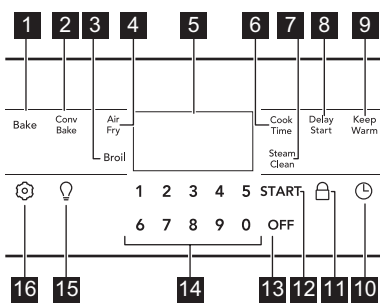 1 2 3 4 5 6 7 8 9
Bake Conv Bake Air Fry Cook Time Delay Start Keep Warm
Broil Steam Clean
1 2 3 4 5 START
6 7 8 9 0 OFF
16 15 14 13 12 11 10